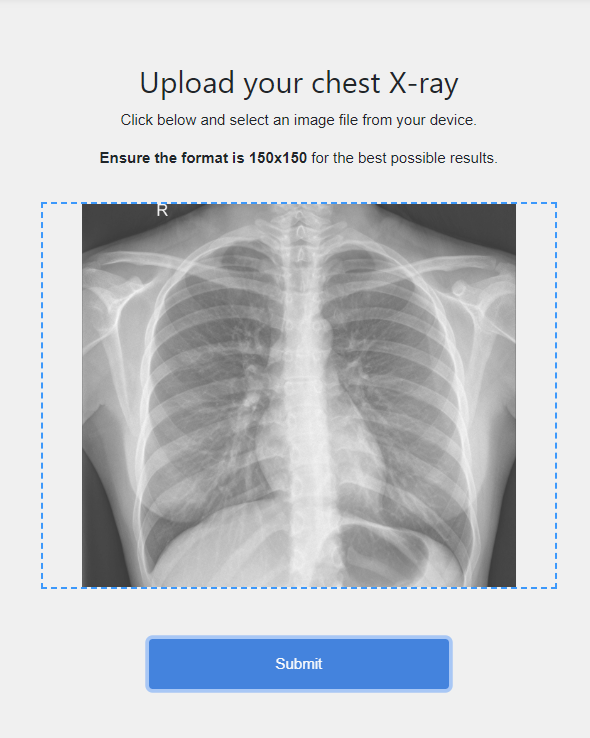 Upload your chest X-ray
Click below and select an image file from your device.
Ensure the format is 150x150 for the best possible results.
R
Submit